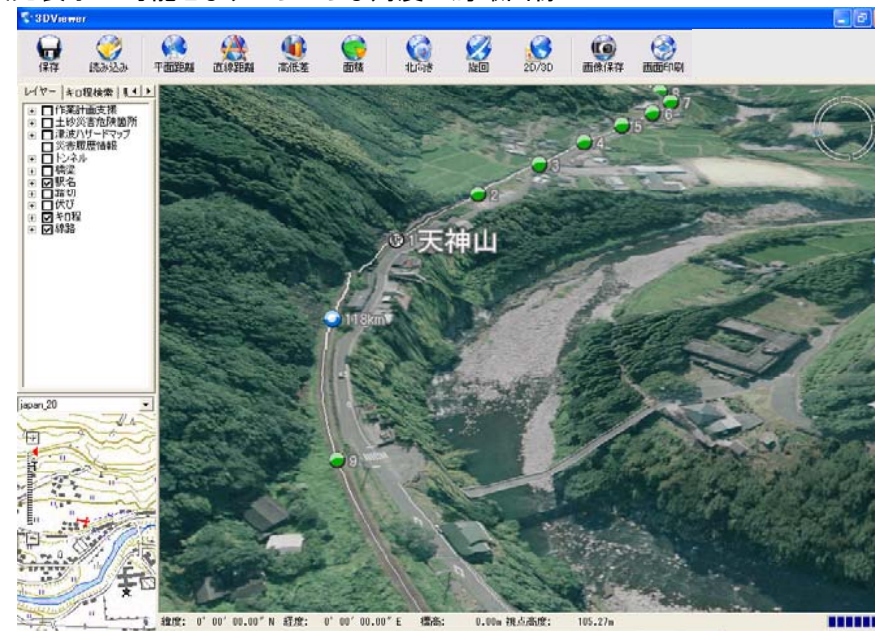 3DViewer
保存 読み込み 平面距離 直線距離 高低差 面積 北向き 旋回 2D/3D 画像保存 画面印刷
レイヤー キロ程検索
作業計画支援
土砂災害危険箇所
津波ハザードマップ
災害履歴情報
トンネル
橋梁
駅名
踏切
伏び
キロ程
線路
8
7
6
5
4
3
2
1 天神山
118km
9
japan_20
緯度: 0° 00' 00.00" N 経度: 0° 00' 00.00" E 標高: 0.00m 視点高度: 105.27m